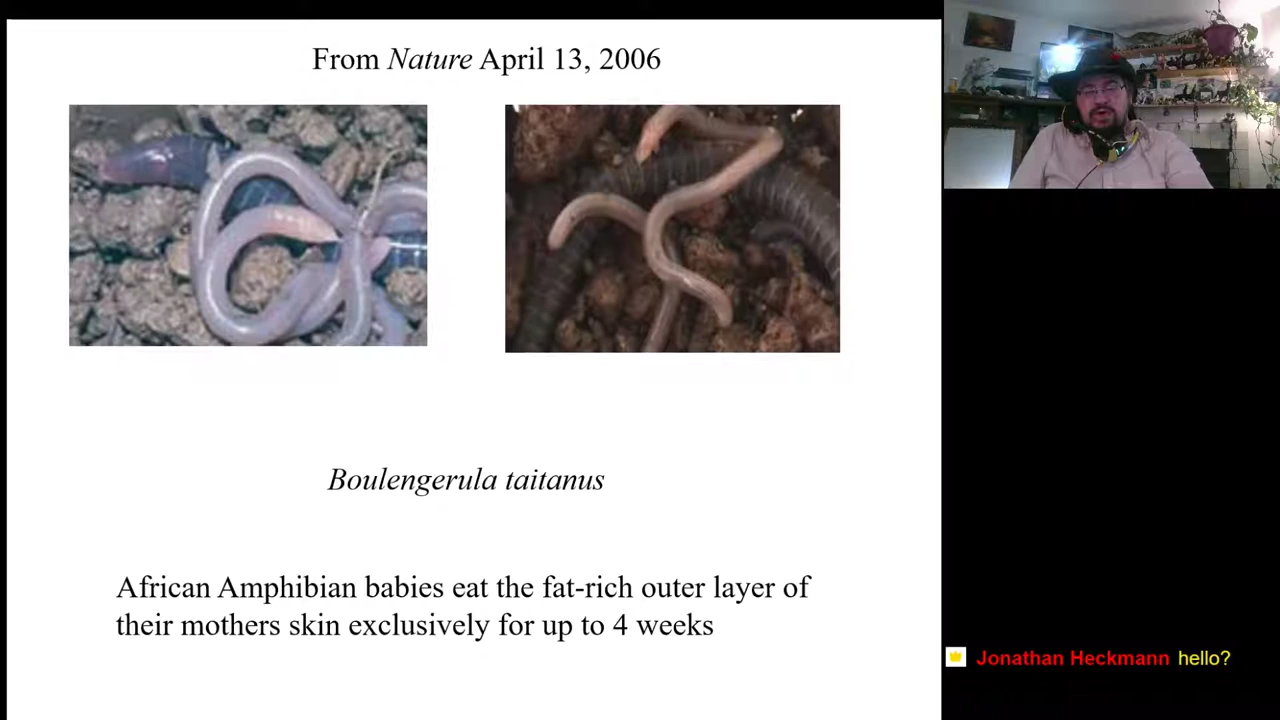 From Nature April 13, 2006
Boulengerula taitanus
African Amphibian babies eat the fat-rich outer layer of
their mothers skin exclusively for up to 4 weeks
Jonathan Heckmann hello?